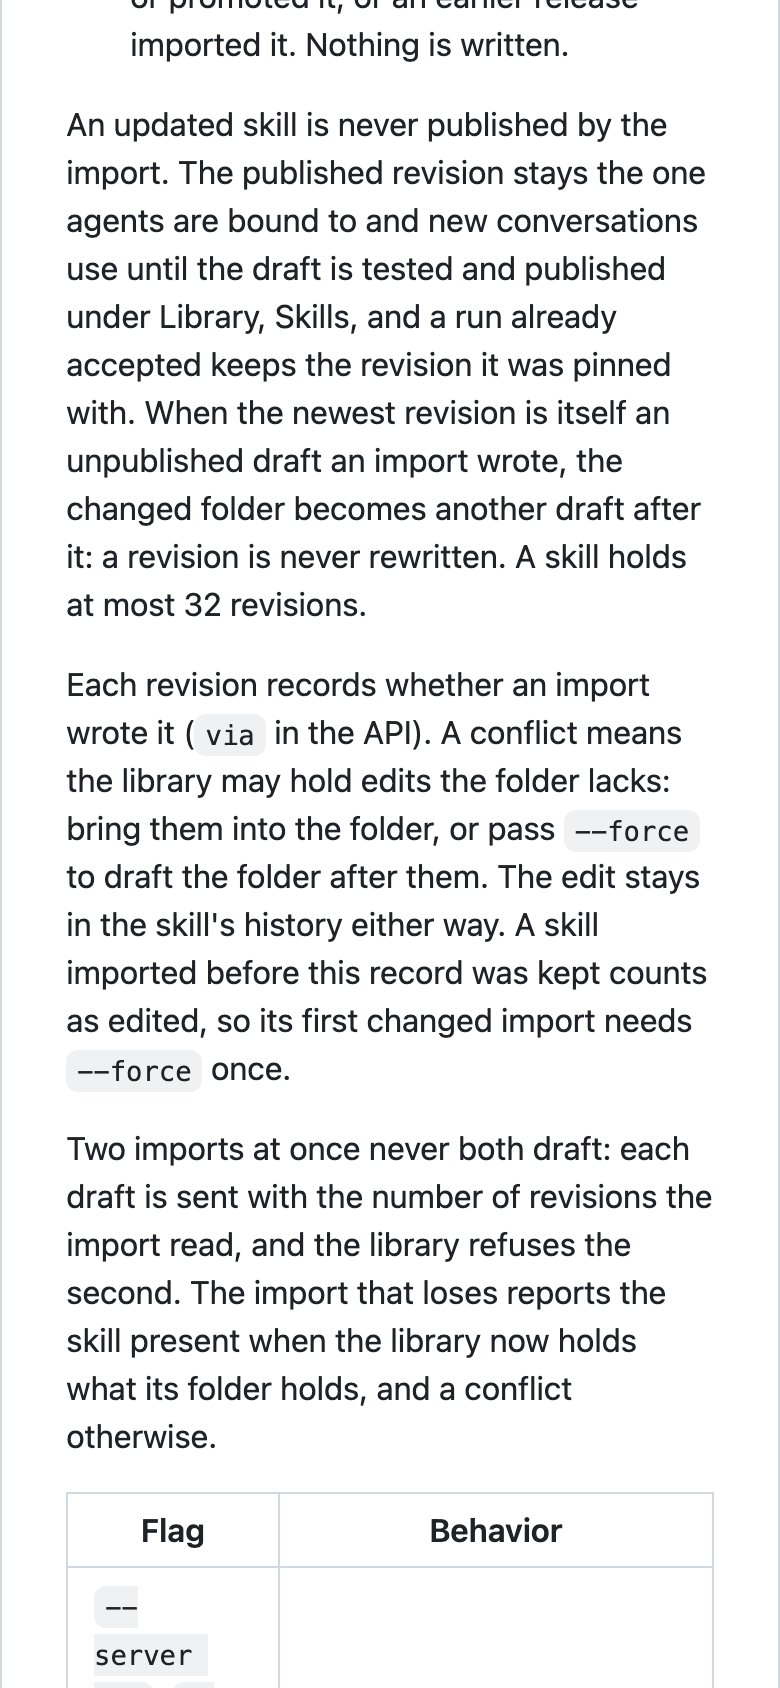 or promoted it, or an earlier release
imported it. Nothing is written.
An updated skill is never published by the
import. The published revision stays the one
agents are bound to and new conversations
use until the draft is tested and published
under Library, Skills, and a run already
accepted keeps the revision it was pinned
with. When the newest revision is itself an
unpublished draft an import wrote, the
changed folder becomes another draft after
it: a revision is never rewritten. A skill holds
at most 32 revisions.
Each revision records whether an import
wrote it ( via in the API). A conflict means
the library may hold edits the folder lacks:
bring them into the folder, or pass --force
to draft the folder after them. The edit stays
in the skill's history either way. A skill
imported before this record was kept counts
as edited, so its first changed import needs
--force once.
Two imports at once never both draft: each
draft is sent with the number of revisions the
import read, and the library refuses the
second. The import that loses reports the
skill present when the library now holds
what its folder holds, and a conflict
otherwise.
Flag Behavior
--
server